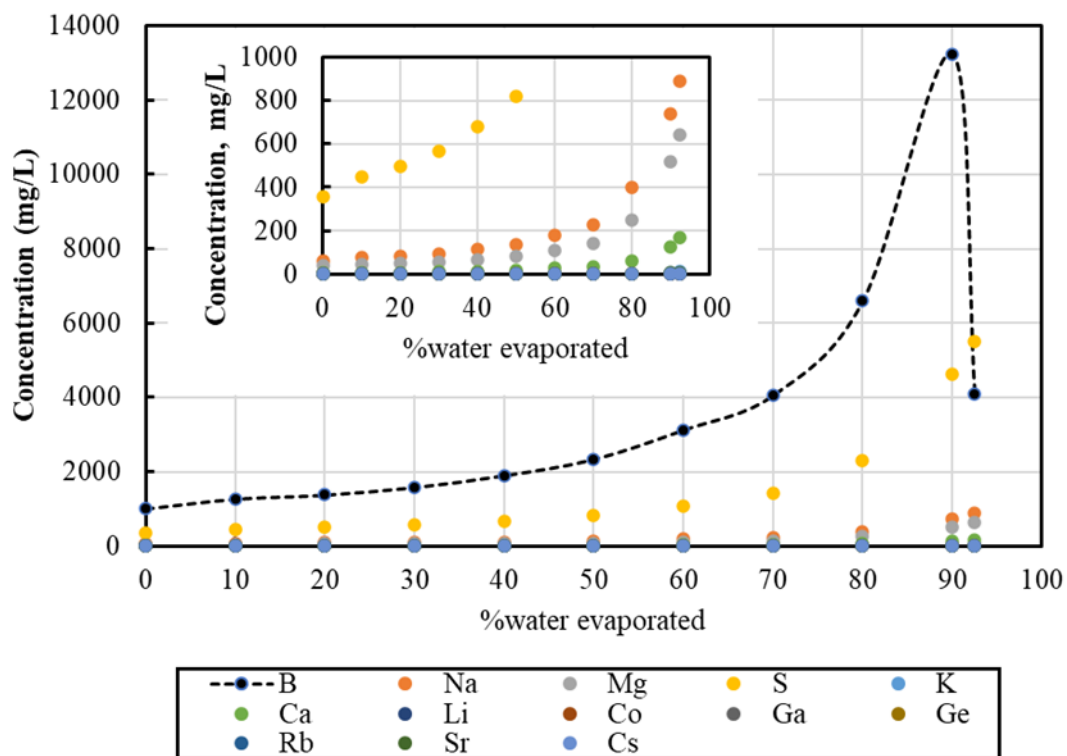 14000
12000
10000
8000
6000
4000
2000
0
Concentration (mg/L)
0 10 20 30 40 50 60 70 80 90 100
%water evaporated
1000
800
600
400
200
0
Concentration, mg/L
0 20 40 60 80 100
%water evaporated
B Na Mg S K
Ca Li Co Ga Ge
Rb Sr Cs